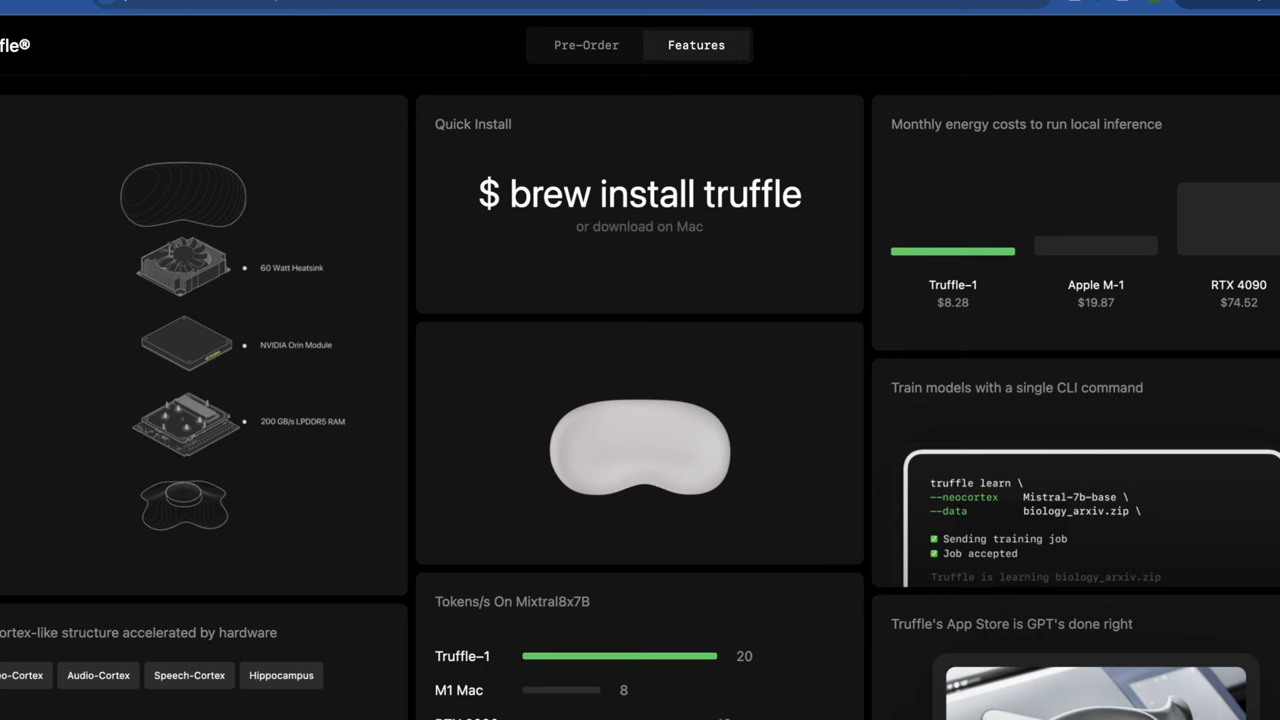 fle®
Pre-Order
Features
60 Watt Heatsink
NVIDIA Orin Module
200 GB/s LPDDR5 RAM
ortex-like structure accelerated by hardware
o-Cortex
Audio-Cortex
Speech-Cortex
Hippocampus
Quick Install
$ brew install truffle
or download on Mac
Tokens/s On Mixtral8x7B
Truffle–1 20
M1 Mac 8
Monthly energy costs to run local inference
Truffle–1
$8.28
Apple M-1
$19.87
RTX 4090
$74.52
Train models with a single CLI command
truffle learn \
--neocortex Mistral-7b-base \
--data biology_arxiv.zip \
✅ Sending training job
✅ Job accepted
Truffle is learning biology_arxiv.zip
Truffle's App Store is GPT's done right